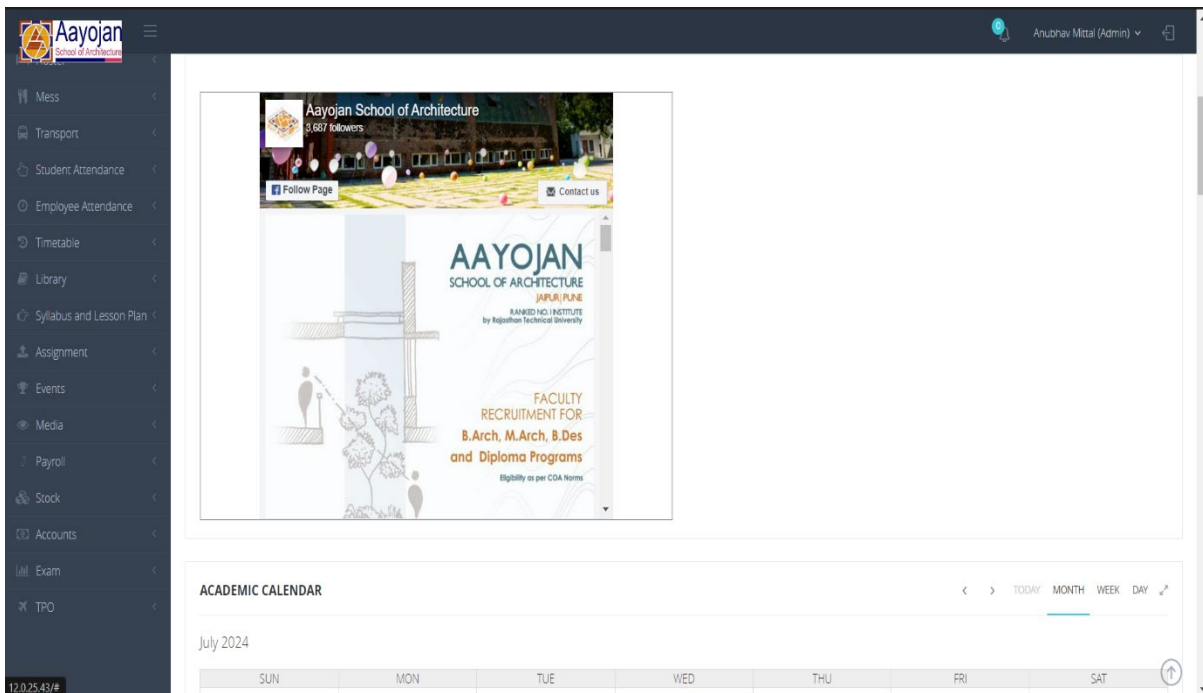 Aayojan
School of Architecture
0
Anubhav Mittal (Admin)
Mess
Transport
Student Attendance
Employee Attendance
Timetable
Library
Syllabus and Lesson Plan
Assignment
Events
Media
Payroll
Stock
Accounts
Exam
TPO
12.0.25.43/#
Aayojan School of Architecture
3,687 followers
Follow Page
Contact us
AAYOJAN
SCHOOL OF ARCHITECTURE
JAIPUR| PUNE
RANKED NO. 1 INSTITUTE
by Rajasthan Technical University
FACULTY
RECRUITMENT FOR
B.Arch, M.Arch, B.Des
and Diploma Programs
Eligibility as per COA Norms
ACADEMIC CALENDAR
TODAY MONTH WEEK DAY
July 2024
SUN MON TUE WED THU FRI SAT